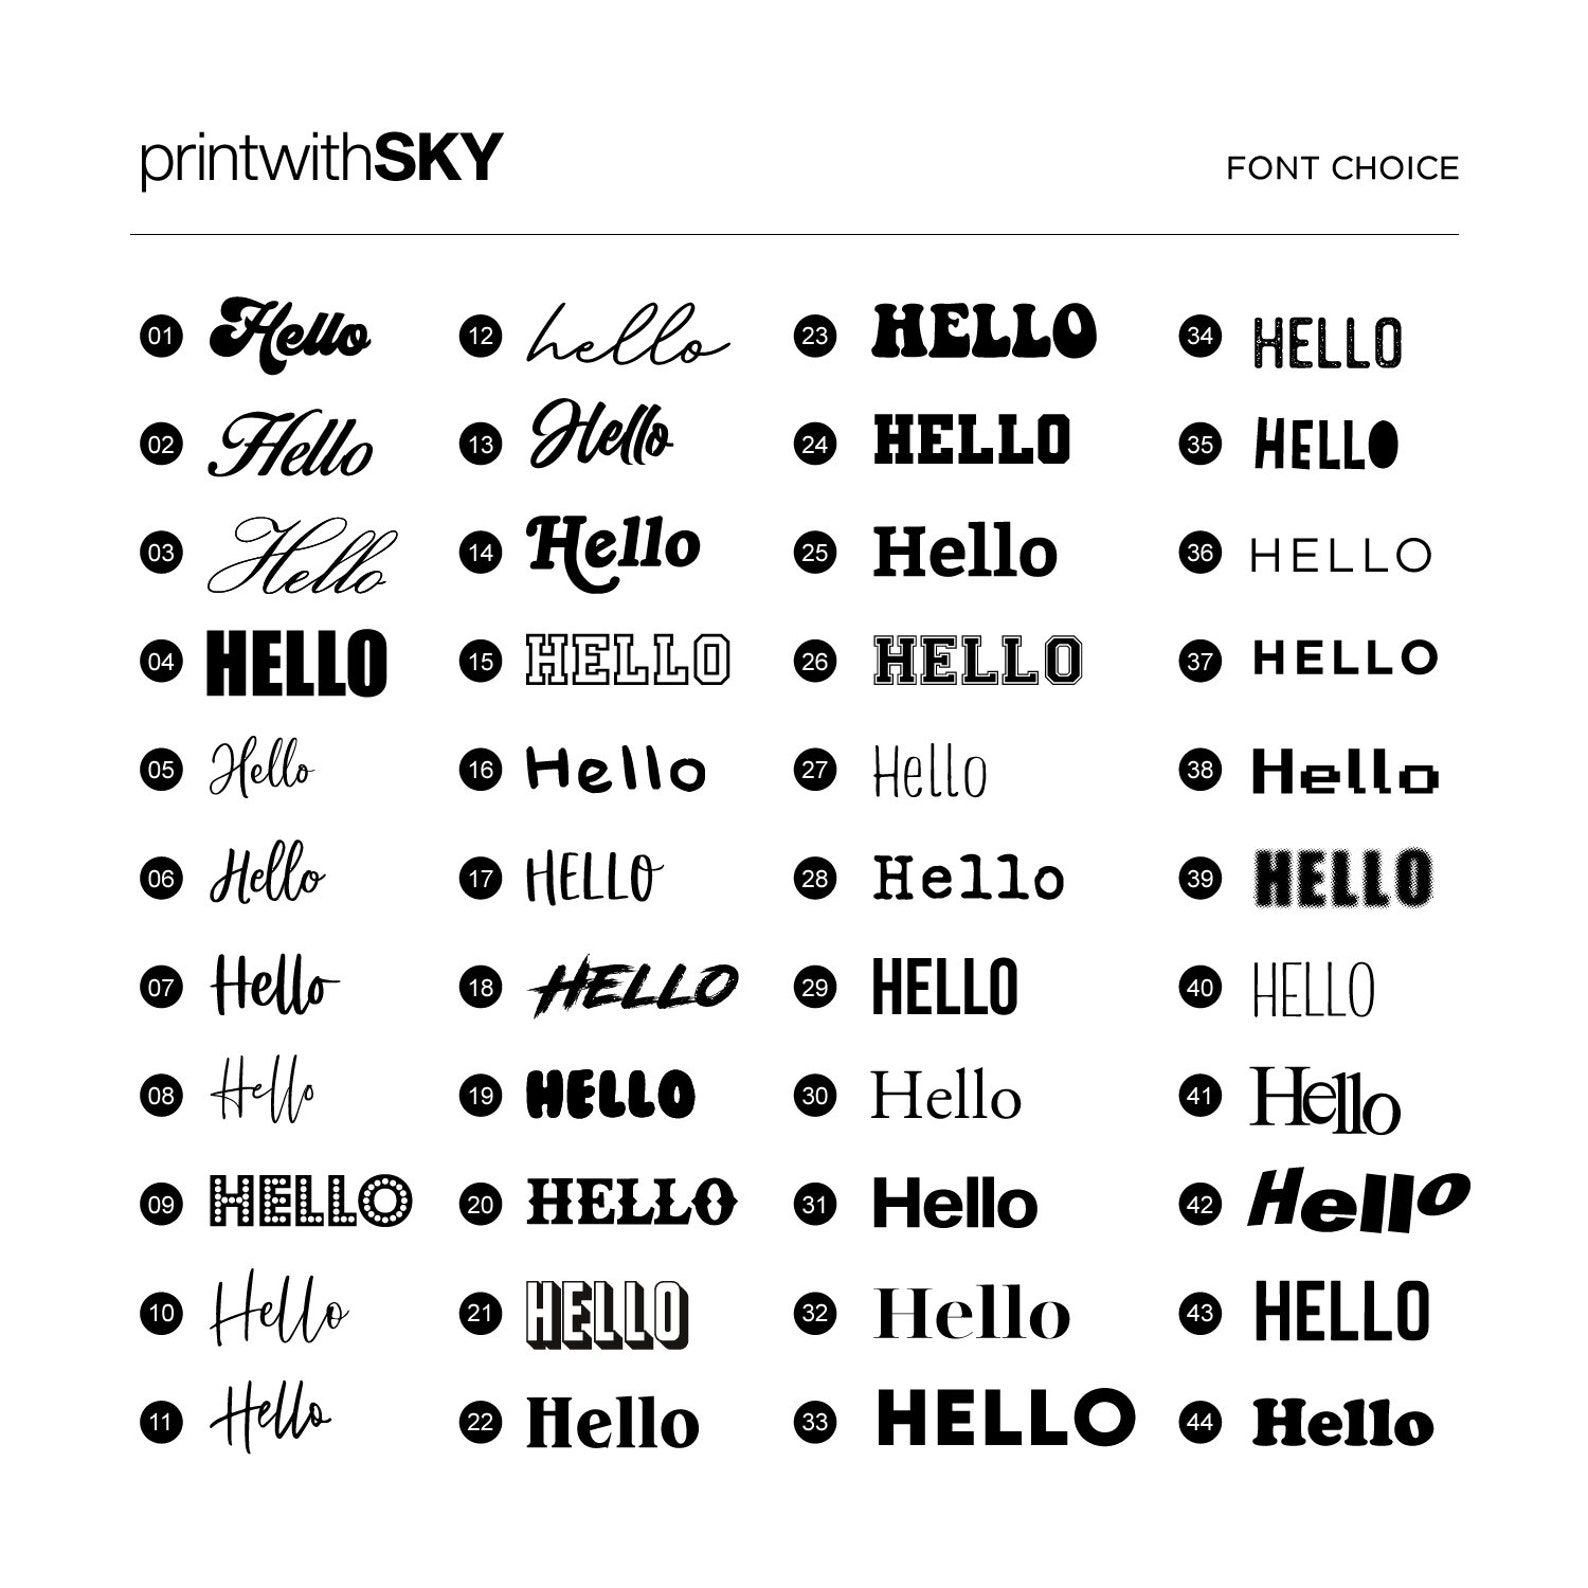 printwithSKY
FONT CHOICE
01 Hello
02 Hello
03 Hello
04 HELLO
05 Hello
06 Hello
07 Hello
08 Hello
09 HELLO
10 Hello
11 Hello
12 hello
13 Hello
14 Hello
15 HELLO
16 Hello
17 HELLO
18 HELLO
19 HELLO
20 HELLO
21 HELLO
22 Hello
23 HELLO
24 HELLO
25 Hello
26 HELLO
27 Hello
28 Hello
29 HELLO
30 Hello
31 Hello
32 Hello
33 HELLO
34 HELLO
35 HELLO
36 HELLO
37 HELLO
38 Hello
39 HELLO
40 HELLO
41 Hello
42 Hello
43 HELLO
44 Hello